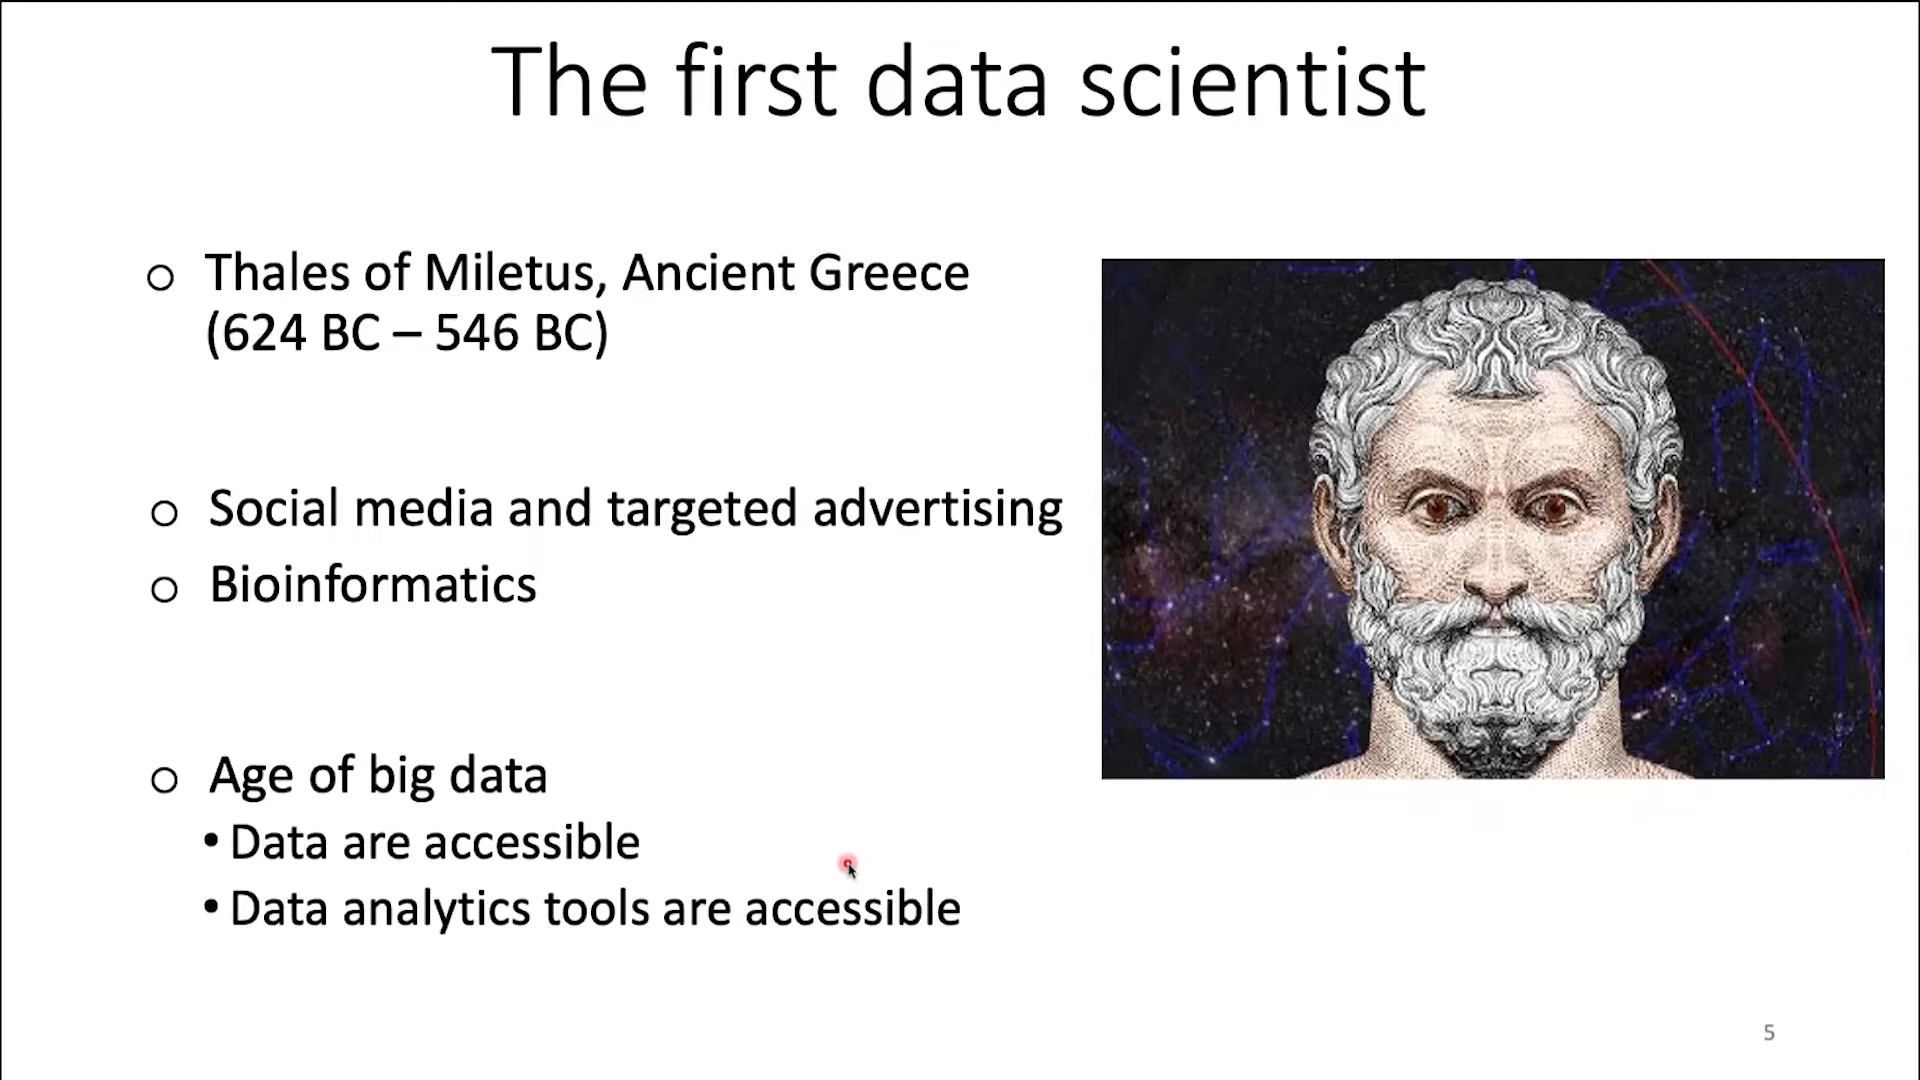 The first data scientist
○ Thales of Miletus, Ancient Greece
(624 BC – 546 BC)
○ Social media and targeted advertising
○ Bioinformatics
○ Age of big data
• Data are accessible
• Data analytics tools are accessible
5